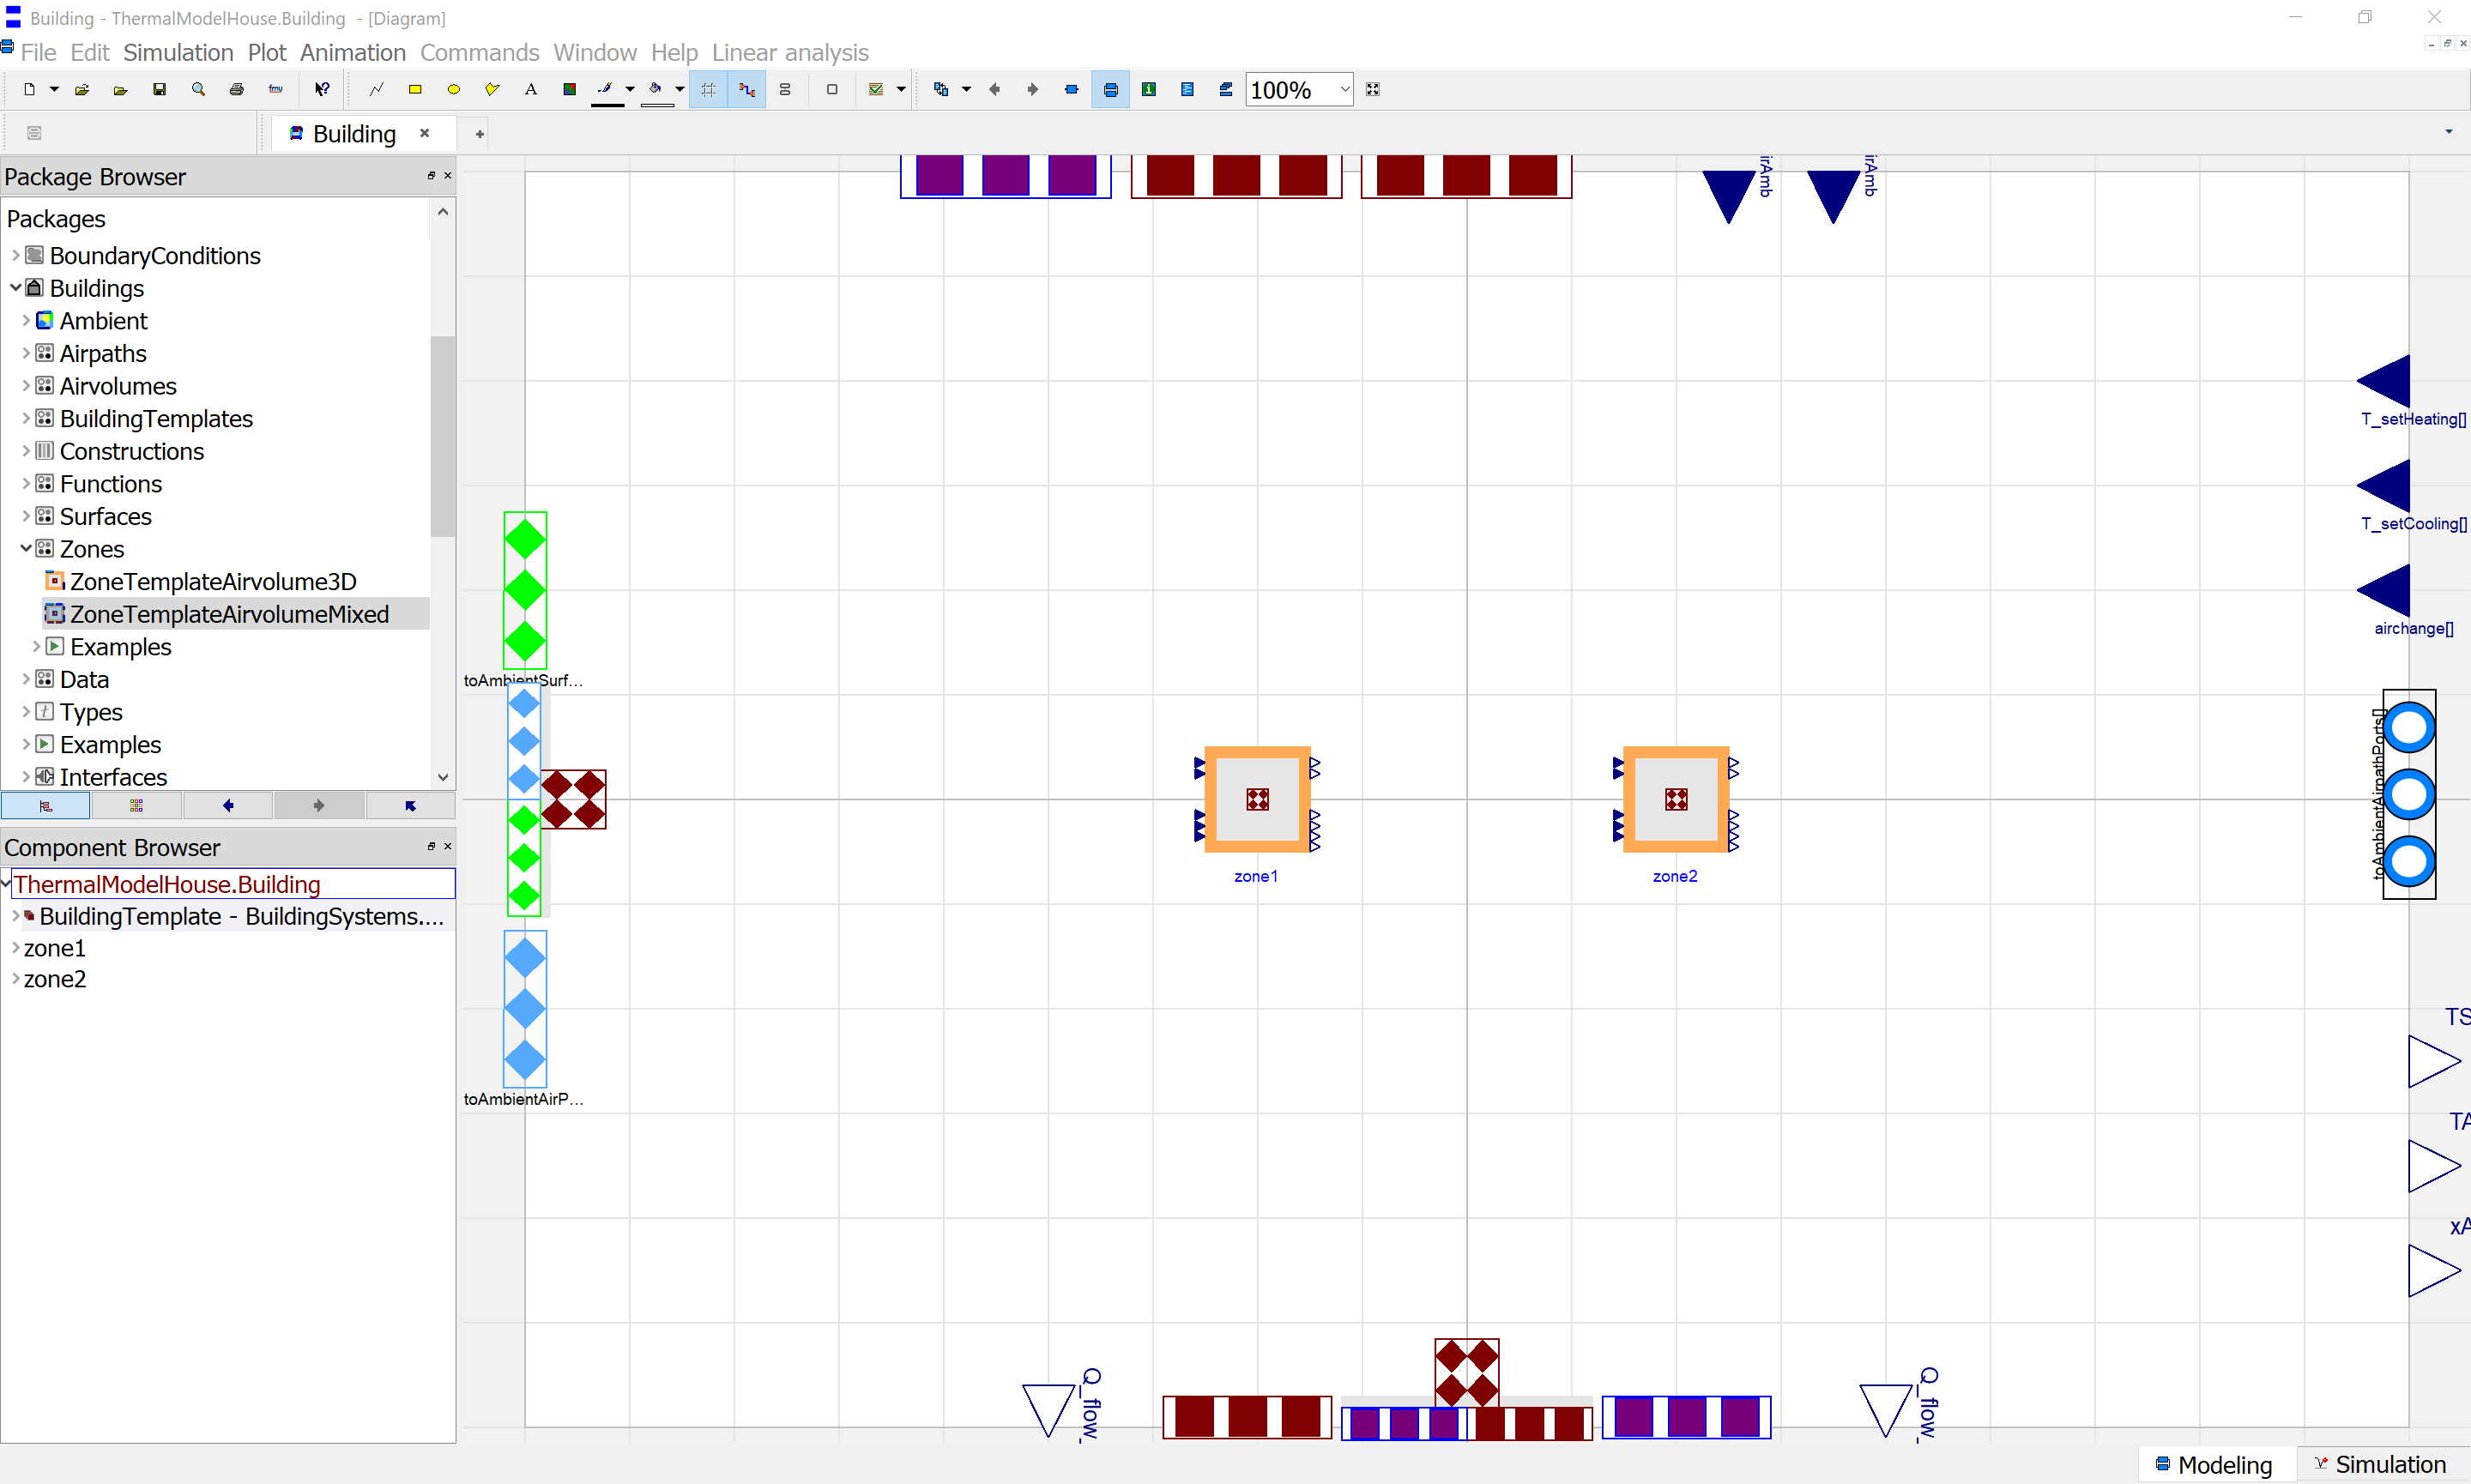 Building - ThermalModelHouse.Building - [Diagram]
File Edit Simulation Plot Animation Commands Window Help Linear analysis
fmu
A
100%
Building
Package Browser
Packages
BoundaryConditions
Buildings
Ambient
Airpaths
Airvolumes
BuildingTemplates
Constructions
Functions
Surfaces
Zones
ZoneTemplateAirvolume3D
ZoneTemplateAirvolumeMixed
Examples
Data
Types
Examples
Interfaces
Component Browser
ThermalModelHouse.Building
BuildingTemplate - BuildingSystems....
zone1
zone2
irAmb
irAmb
T_setHeating[]
T_setCooling[]
airchange[]
toAmbientSurf...
toAmbientAirpathPorts[]
zone1
zone2
toAmbientAirP...
TS
TA
xA
Q_flow_
Q_flow_
Modeling
Simulation